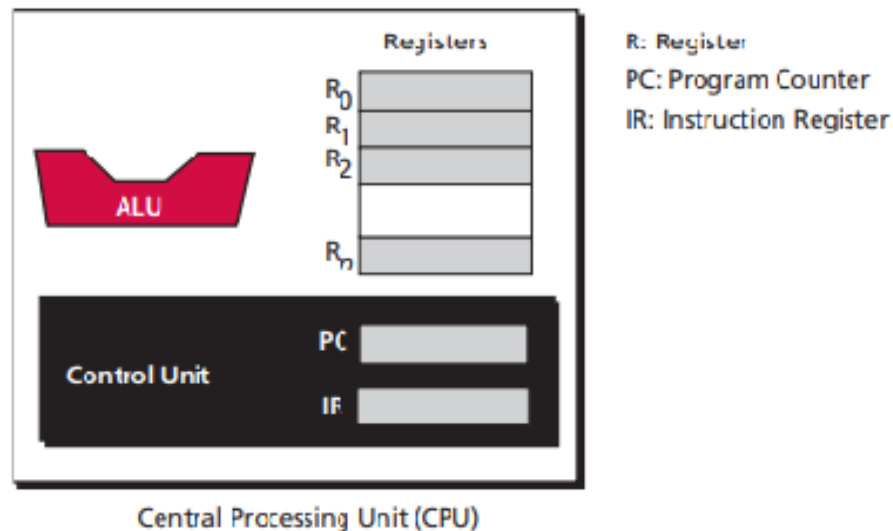 Registers
R0
R1
R2
Rn
ALU
Control Unit
PC
IR
Central Processing Unit (CPU)
R: Register
PC: Program Counter
IR: Instruction Register